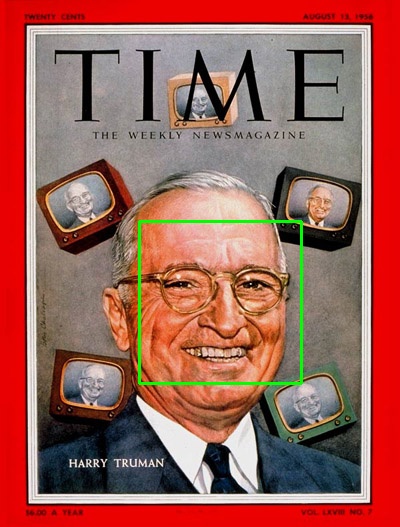 TWENTY CENTS AUGUST 13, 1956
TIME
THE WEEKLY NEWSMAGAZINE
HARRY TRUMAN
$6.00 A YEAR VOL. LXVIII NO. 7